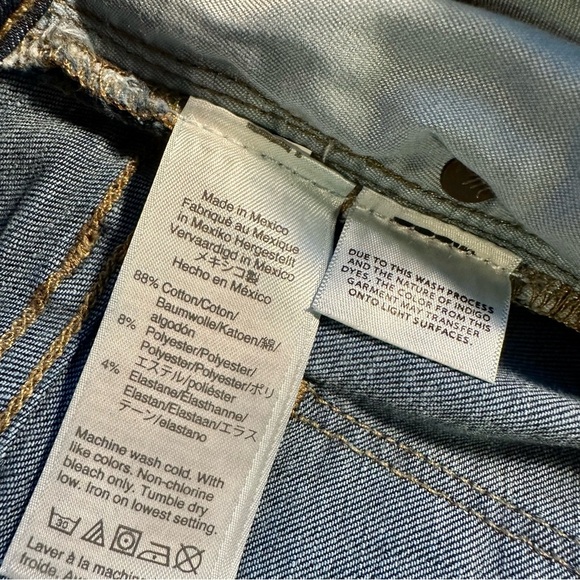 Made in Mexico
Fabriqué au Mexique
in Mexiko Hergestellt
Vervaardigd in Mexico
メキシコ製
Hecho en México
88% Cotton/Coton/
Baumwolle/Katoen/綿/
algodón
8% Polyester/Polyester/
Polyester/Polyester/ポリ
エステル/poliéster
4% Elastane/Élasthanne/
Elastan/Elastaan/エラス
テーン/elastano
Machine wash cold. With
like colors. Non-chlorine
bleach only. Tumble dry
low. Iron on lowest setting.
30
Laver à la machine
froide.
DUE TO THIS WASH PROCESS
AND THE NATURE OF INDIGO
DYES, THE COLOR OF THIS
GARMENT MAY TRANSFER
ONTO LIGHT SURFACES.